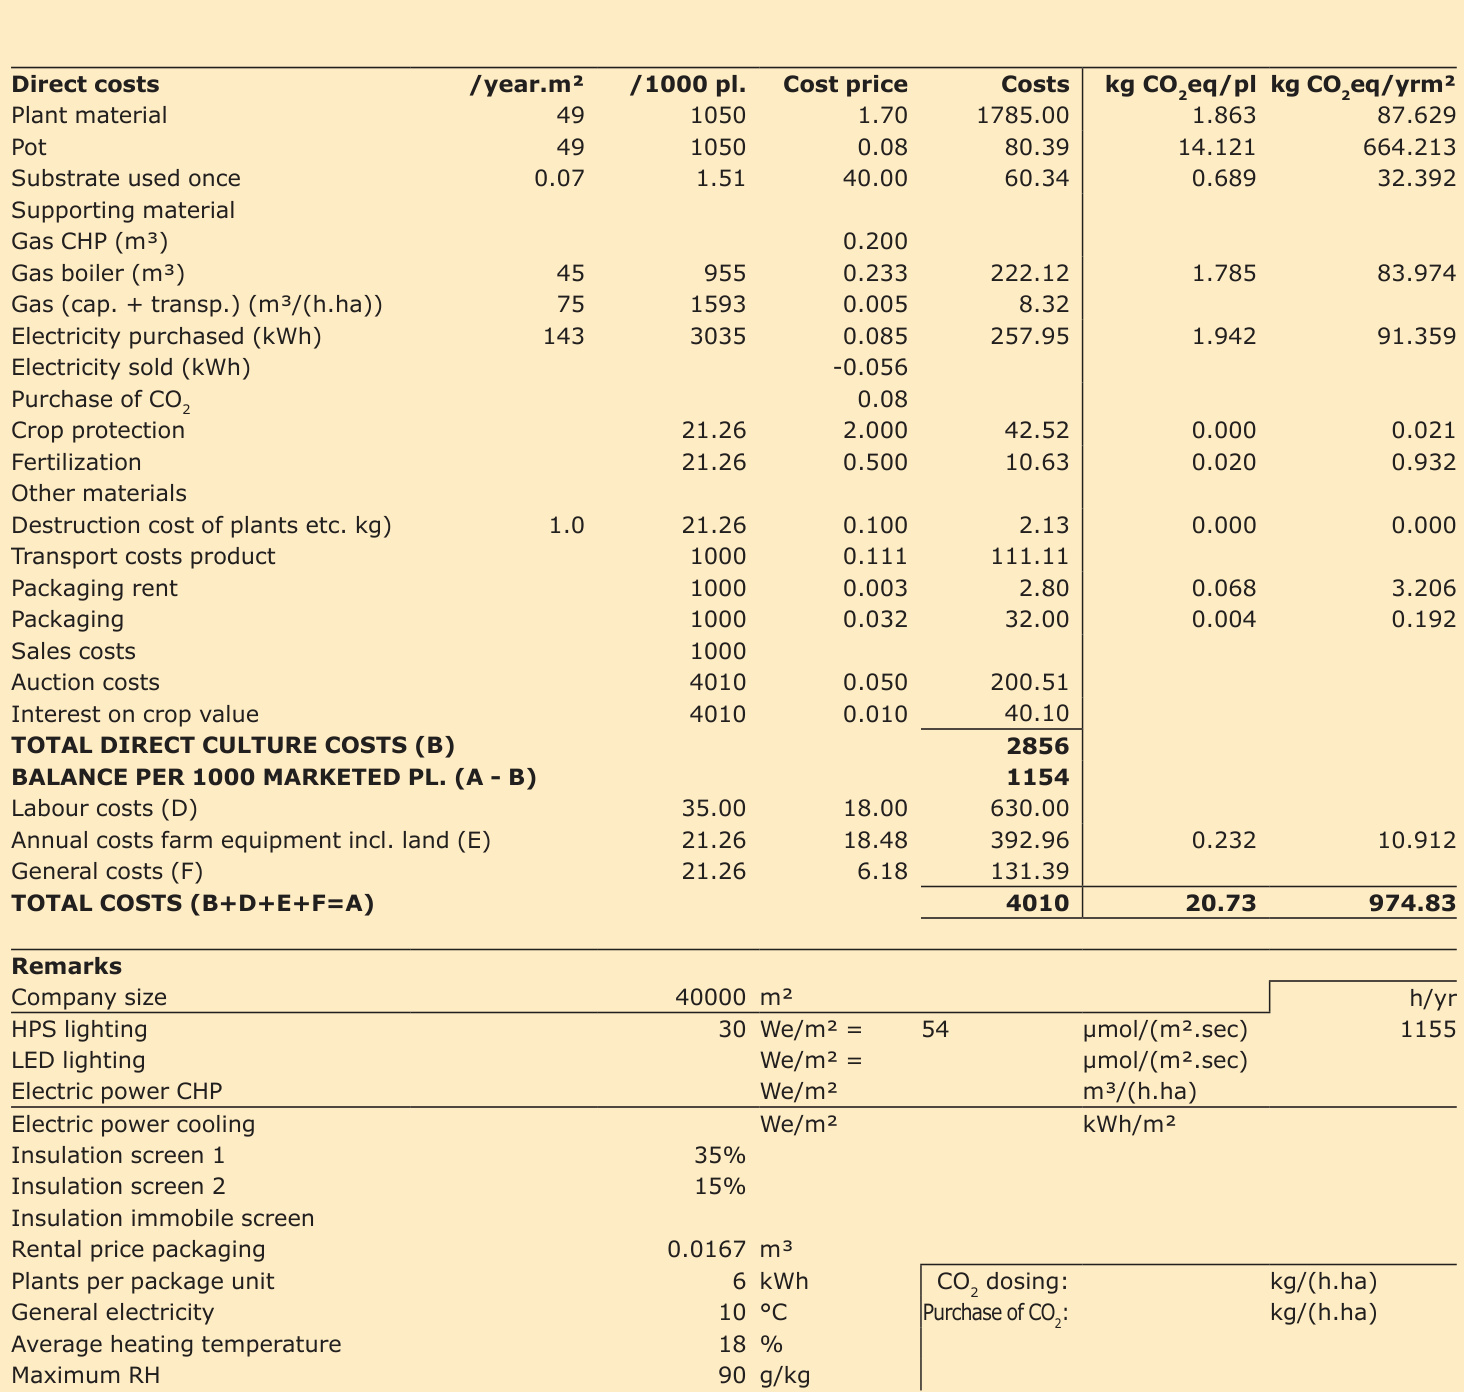 Direct costs /year.m² /1000 pl. Cost price Costs kg CO₂eq/pl kg CO₂eq/yrm²
Plant material 49 1050 1.70 1785.00 1.863 87.629
Pot 49 1050 0.08 80.39 14.121 664.213
Substrate used once 0.07 1.51 40.00 60.34 0.689 32.392
Supporting material
Gas CHP (m³) 0.200
Gas boiler (m³) 45 955 0.233 222.12 1.785 83.974
Gas (cap. + transp.) (m³/(h.ha)) 75 1593 0.005 8.32
Electricity purchased (kWh) 143 3035 0.085 257.95 1.942 91.359
Electricity sold (kWh) -0.056
Purchase of CO₂ 0.08
Crop protection 21.26 2.000 42.52 0.000 0.021
Fertilization 21.26 0.500 10.63 0.020 0.932
Other materials
Destruction cost of plants etc. kg) 1.0 21.26 0.100 2.13 0.000 0.000
Transport costs product 1000 0.111 111.11
Packaging rent 1000 0.003 2.80 0.068 3.206
Packaging 1000 0.032 32.00 0.004 0.192
Sales costs 1000
Auction costs 4010 0.050 200.51
Interest on crop value 4010 0.010 40.10
TOTAL DIRECT CULTURE COSTS (B) 2856
BALANCE PER 1000 MARKETED PL. (A - B) 1154
Labour costs (D) 35.00 18.00 630.00
Annual costs farm equipment incl. land (E) 21.26 18.48 392.96 0.232 10.912
General costs (F) 21.26 6.18 131.39
TOTAL COSTS (B+D+E+F=A) 4010 20.73 974.83
Remarks
Company size 40000 m² h/yr
HPS lighting 30 We/m² = 54 µmol/(m².sec) 1155
LED lighting We/m² = µmol/(m².sec)
Electric power CHP We/m² m³/(h.ha)
Electric power cooling We/m² kWh/m²
Insulation screen 1 35%
Insulation screen 2 15%
Insulation immobile screen
Rental price packaging 0.0167 m³
Plants per package unit 6 kWh CO₂ dosing: kg/(h.ha)
General electricity 10 °C Purchase of CO₂: kg/(h.ha)
Average heating temperature 18 %
Maximum RH 90 g/kg